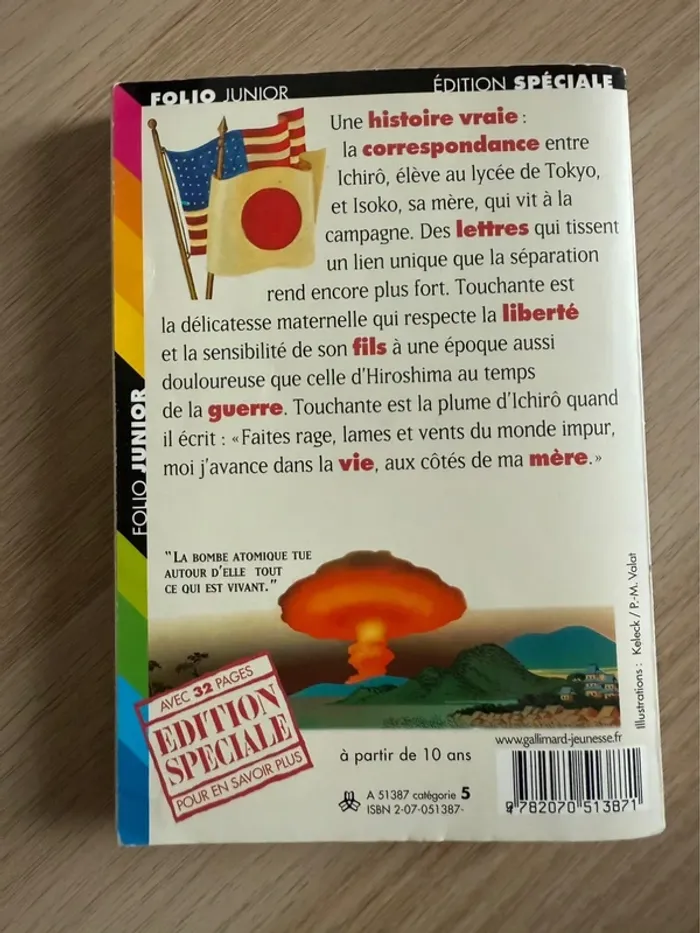 FOLIO JUNIOR
ÉDITION SPÉCIALE
Une histoire vraie :
la correspondance entre
Ichirô, élève au lycée de Tokyo,
et Isoko, sa mère, qui vit à la
campagne. Des lettres qui tissent
un lien unique que la séparation
rend encore plus fort. Touchante est
la délicatesse maternelle qui respecte la liberté
et la sensibilité de son fils à une époque aussi
douloureuse que celle d'Hiroshima au temps
de la guerre. Touchante est la plume d'Ichirô quand
il écrit : «Faites rage, lames et vents du monde impur,
moi j'avance dans la vie, aux côtés de ma mère.»
FOLIO JUNIOR
"LA BOMBE ATOMIQUE TUE
AUTOUR D'ELLE TOUT
CE QUI EST VIVANT."
Illustrations : Keleck / P.-M. Valat
AVEC 32 PAGES
EDITION
SPECIALE
POUR EN SAVOIR PLUS
à partir de 10 ans
www.gallimard-jeunesse.fr
A 51387 catégorie 5
ISBN 2-07-051387-
9 782070 513871